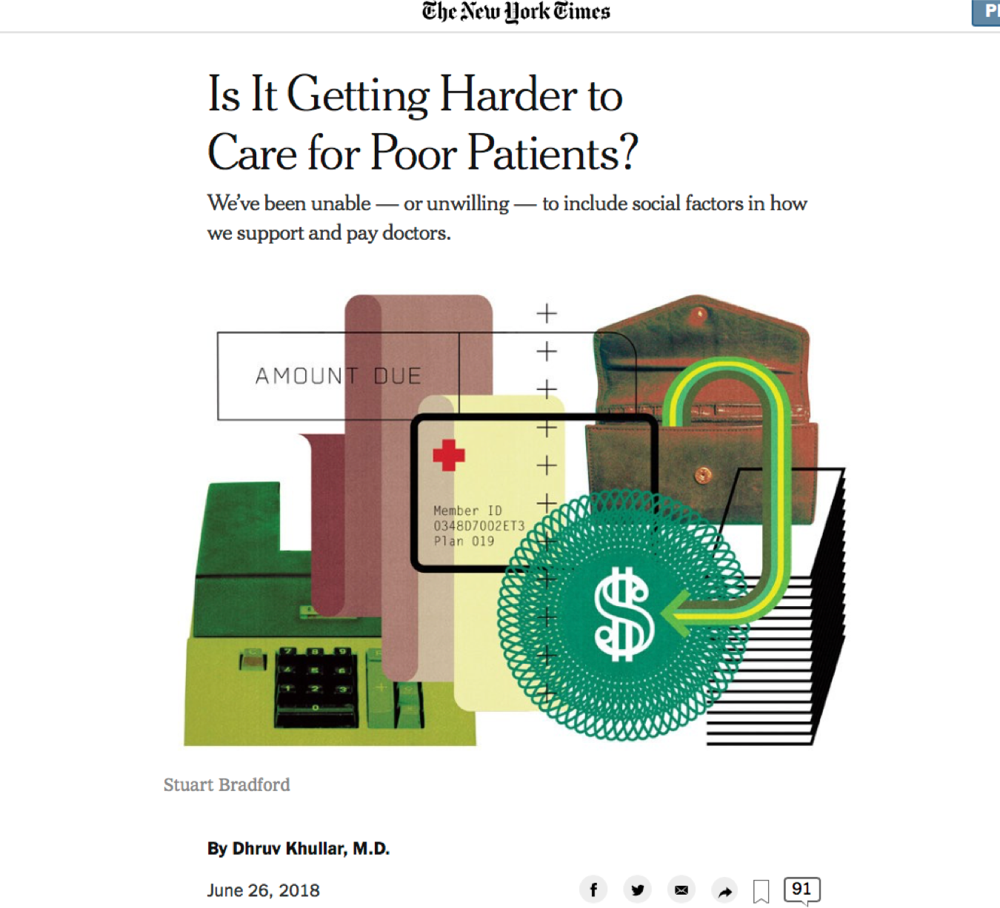 The New York Times
Is It Getting Harder to
Care for Poor Patients?
We've been unable — or unwilling — to include social factors in how
we support and pay doctors.
AMOUNT DUE
Member ID
0348D7002ET3
Plan 019
$
7 8 9
4 5 6
1 2 3
0
Stuart Bradford
By Dhruv Khullar, M.D.
June 26, 2018
91